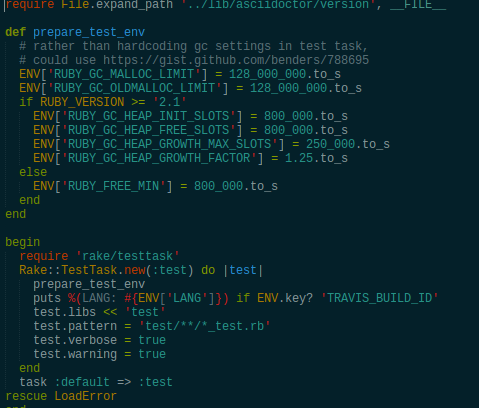 require File.expand_path '../lib/asciidoctor/version', __FILE__
def prepare_test_env
# rather than hardcoding gc settings in test task,
# could use https://gist.github.com/benders/788695
ENV['RUBY_GC_MALLOC_LIMIT'] = 128_000_000.to_s
ENV['RUBY_GC_OLDMALLOC_LIMIT'] = 128_000_000.to_s
if RUBY_VERSION >= '2.1'
ENV['RUBY_GC_HEAP_INIT_SLOTS'] = 800_000.to_s
ENV['RUBY_GC_HEAP_FREE_SLOTS'] = 800_000.to_s
ENV['RUBY_GC_HEAP_GROWTH_MAX_SLOTS'] = 250_000.to_s
ENV['RUBY_GC_HEAP_GROWTH_FACTOR'] = 1.25.to_s
else
ENV['RUBY_FREE_MIN'] = 800_000.to_s
end
end
begin
require 'rake/testtask'
Rake::TestTask.new(:test) do |test|
prepare_test_env
puts %(LANG: #{ENV['LANG']}) if ENV.key? 'TRAVIS_BUILD_ID'
test.libs << 'test'
test.pattern = 'test/**/*_test.rb'
test.verbose = true
test.warning = true
end
task :default => :test
rescue LoadError
end